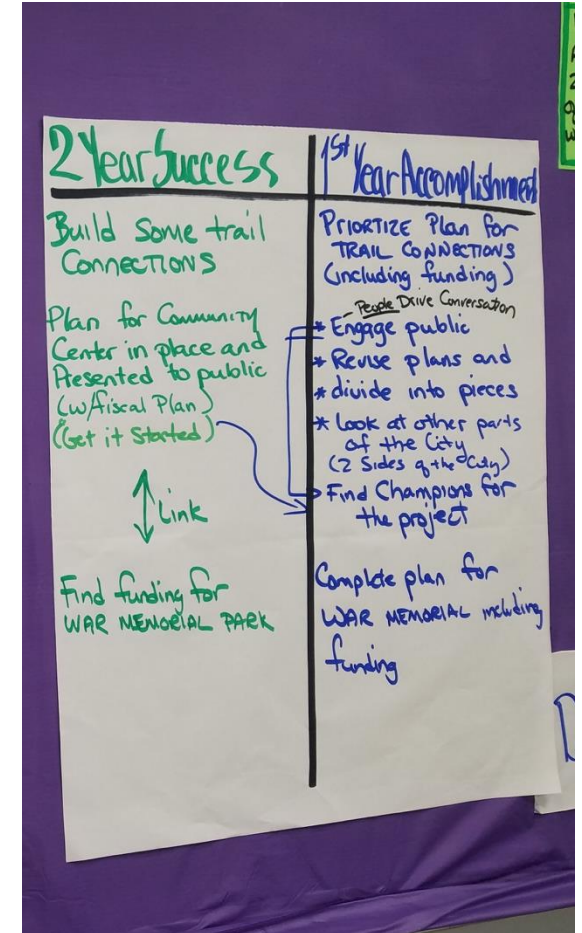 2 Year Success
Build Some trail
CONNECTIONS
Plan for Community
Center in place and
Presented to public
(w/fiscal Plan)
(Get it Started)
Link
Find funding for
WAR MEMORIAL PARK
1st Year Accomplishment
PRIORTIZE Plan for
TRAIL CONNECTIONS
(including funding)
- People Drive Conversation
* Engage public
* Revise plans and
* divide into pieces
* Look at other parts
of the City
(2 Sides of the City)
Find Champions for
the project
Complete plan for
WAR MEMORIAL including
funding